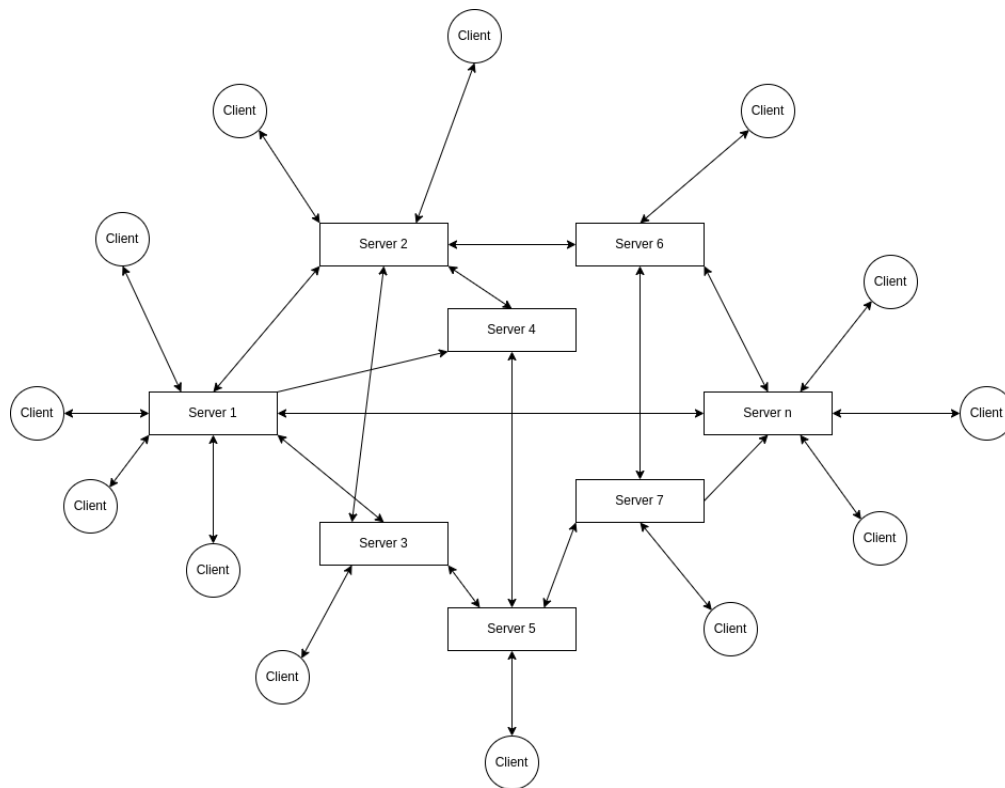 Client
Client
Client
Client
Server 2
Server 6
Client
Server 4
Client
Server 1
Server n
Client
Client
Server 7
Client
Server 3
Client
Client
Server 5
Client
Client
Client